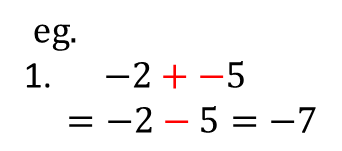 eg.
1. −2 + −5
= −2 − 5 = −7